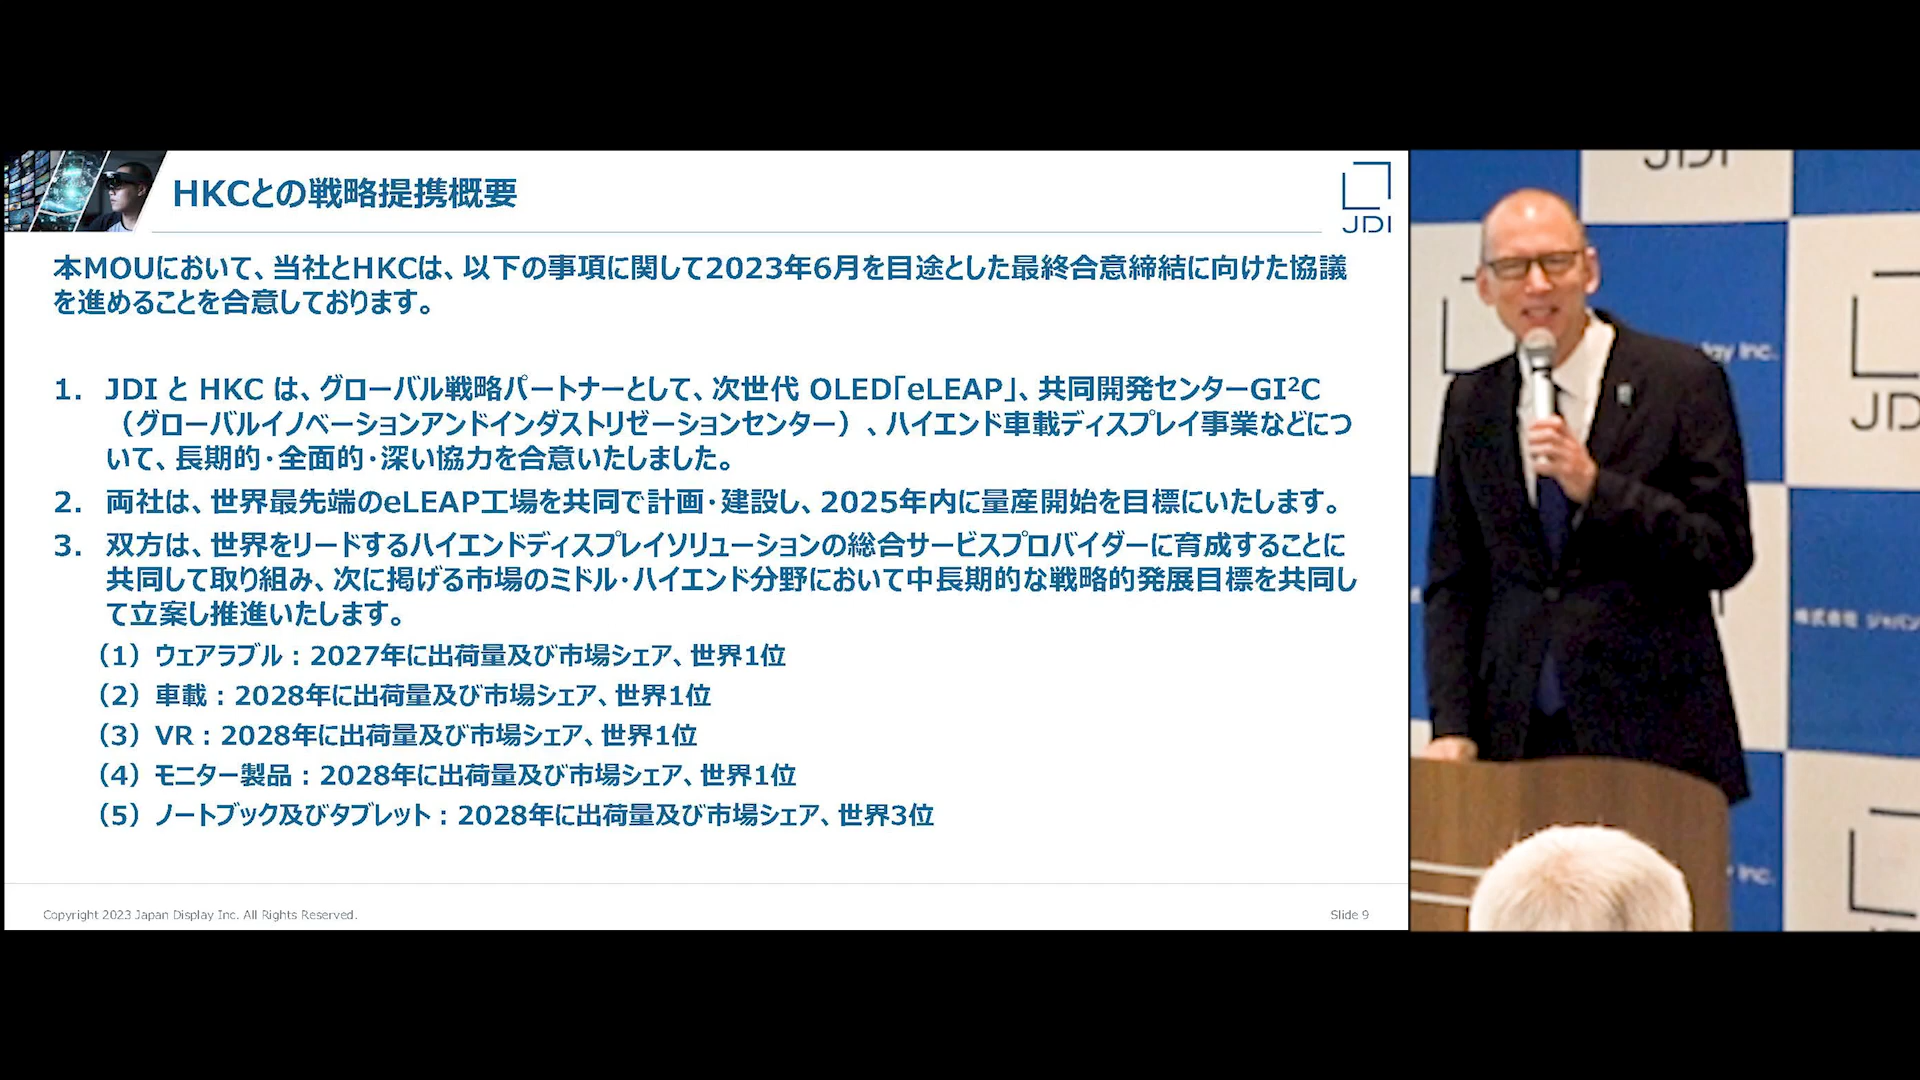 HKCとの戦略提携概要
JDI
本MOUにおいて、当社とHKCは、以下の事項に関して2023年6月を目途とした最終合意締結に向けた協議
を進めることを合意しております。
1. JDI と HKC は、グローバル戦略パートナーとして、次世代 OLED「eLEAP」、共同開発センターGI²C
（グローバルイノベーションアンドインダストリゼーションセンター）、ハイエンド車載ディスプレイ事業などにつ
いて、長期的・全面的・深い協力を合意いたしました。
2. 両社は、世界最先端のeLEAP工場を共同で計画・建設し、2025年内に量産開始を目標にいたします。
3. 双方は、世界をリードするハイエンドディスプレイソリューションの総合サービスプロバイダーに育成することに
共同して取り組み、次に掲げる市場のミドル・ハイエンド分野において中長期的な戦略的発展目標を共同し
て立案し推進いたします。
（1）ウェアラブル：2027年に出荷量及び市場シェア、世界1位
（2）車載：2028年に出荷量及び市場シェア、世界1位
（3）VR：2028年に出荷量及び市場シェア、世界1位
（4）モニター製品：2028年に出荷量及び市場シェア、世界1位
（5）ノートブック及びタブレット：2028年に出荷量及び市場シェア、世界3位
Copyright 2023 Japan Display Inc. All Rights Reserved.
Slide 9
JDI
play Inc.
JD
株式会社 ジャパン
Inc.